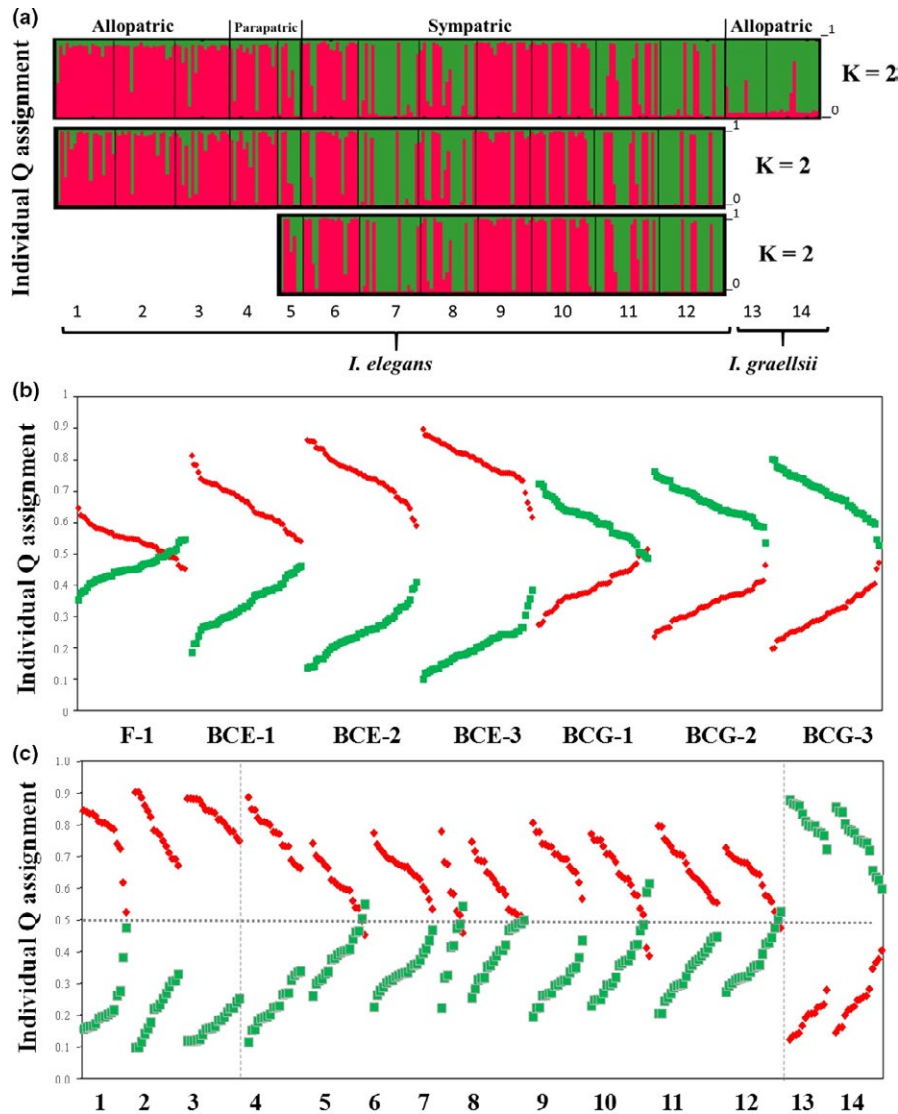 (a)
Allopatric Parapatric Sympatric Allopatric
Individual Q assignment
1
0
K = 2
1
0
K = 2
1
0
K = 2
1 2 3 4 5 6 7 8 9 10 11 12 13 14
I. elegans I. graellsii
(b)
Individual Q assignment
1
0.9
0.8
0.7
0.6
0.5
0.4
0.3
0.2
0.1
0
F-1 BCE-1 BCE-2 BCE-3 BCG-1 BCG-2 BCG-3
(c)
Individual Q assignment
1.0
0.9
0.8
0.7
0.6
0.5
0.4
0.3
0.2
0.1
0.0
1 2 3 4 5 6 7 8 9 10 11 12 13 14